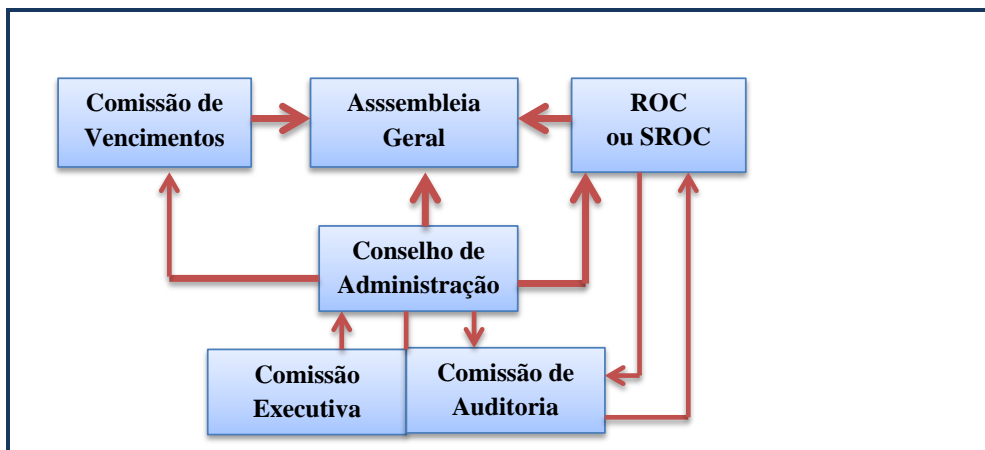 Comissão de
Vencimentos
Asssembleia
Geral
ROC
ou SROC
Conselho de
Administração
Comissão
Executiva
Comissão de
Auditoria